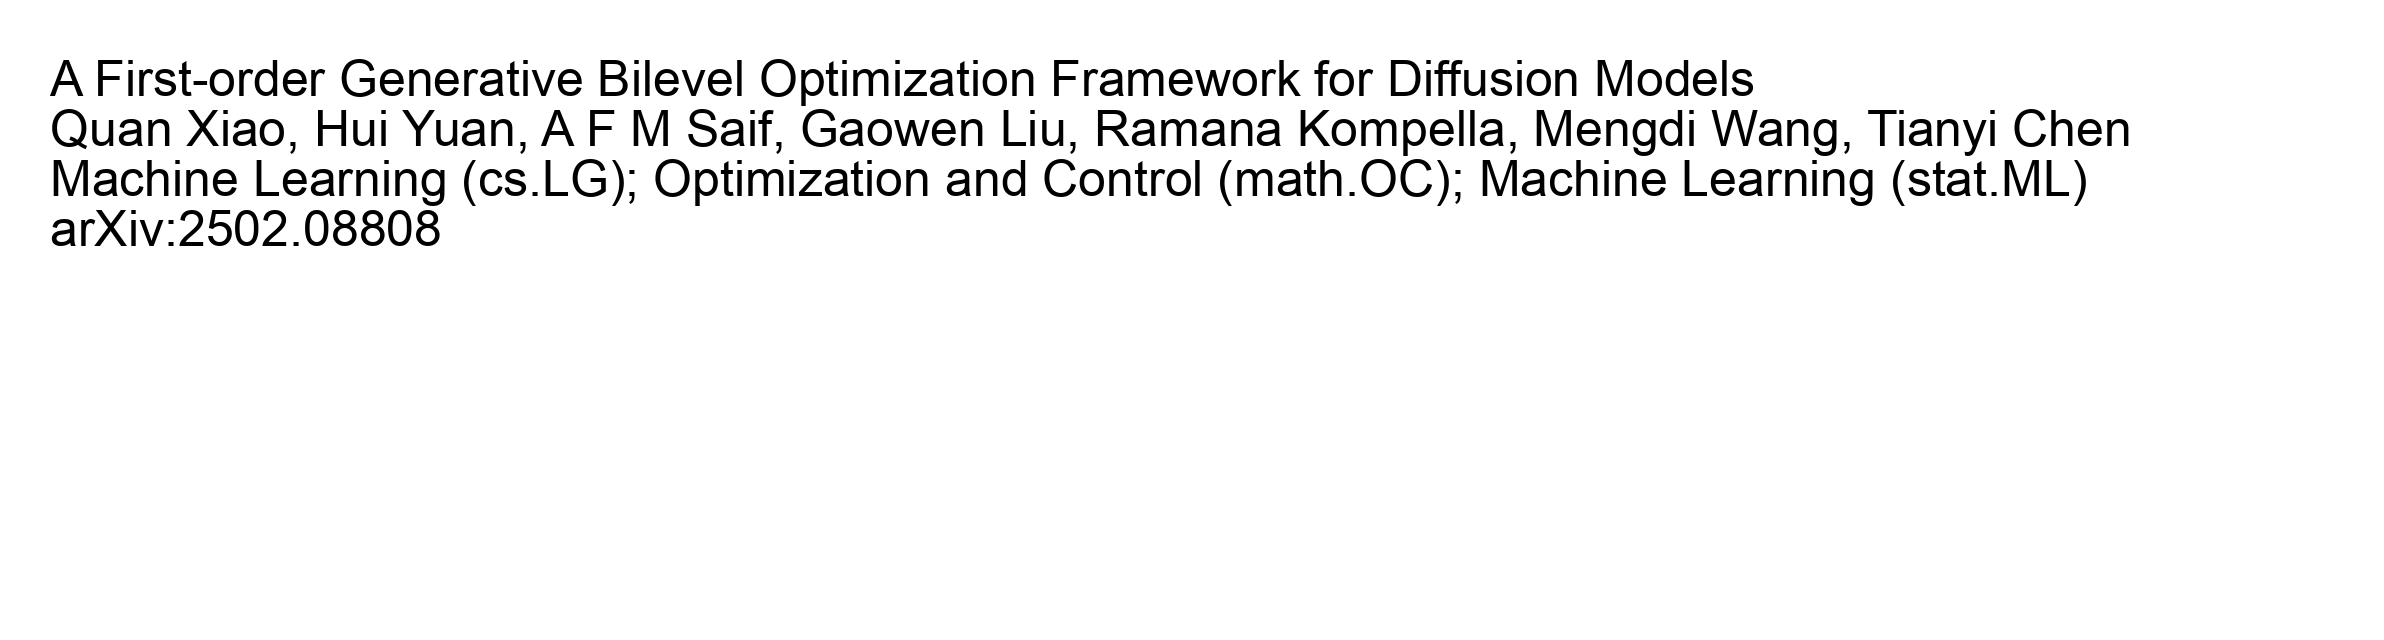 A First-order Generative Bilevel Optimization Framework for Diffusion Models
Quan Xiao, Hui Yuan, A F M Saif, Gaowen Liu, Ramana Kompella, Mengdi Wang, Tianyi Chen
Machine Learning (cs.LG); Optimization and Control (math.OC); Machine Learning (stat.ML)
arXiv:2502.08808